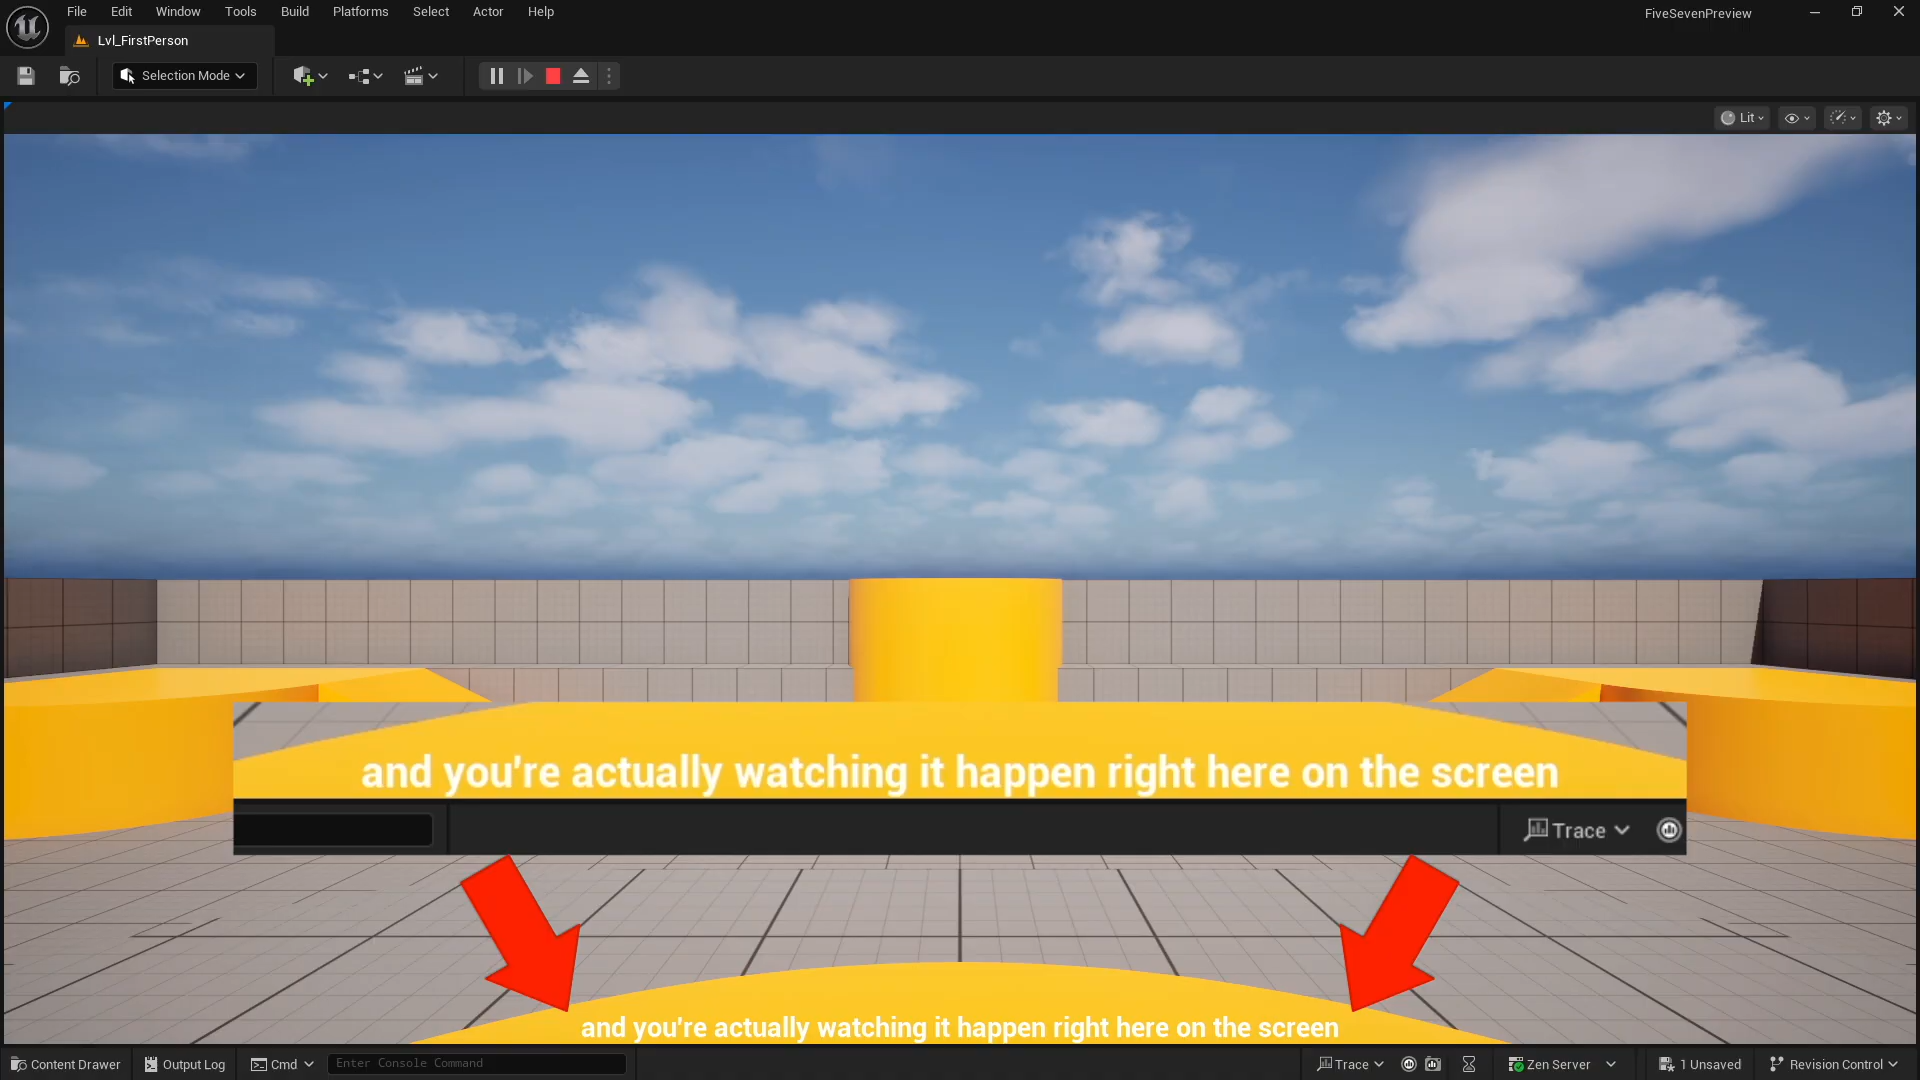 File Edit Window Tools Build Platforms Select Actor Help
FiveSevenPreview
Lvl_FirstPerson
Selection Mode
Lit
and you're actually watching it happen right here on the screen
Trace
and you're actually watching it happen right here on the screen
Content Drawer Output Log Cmd Enter Console Command Trace Zen Server 1 Unsaved Revision Control